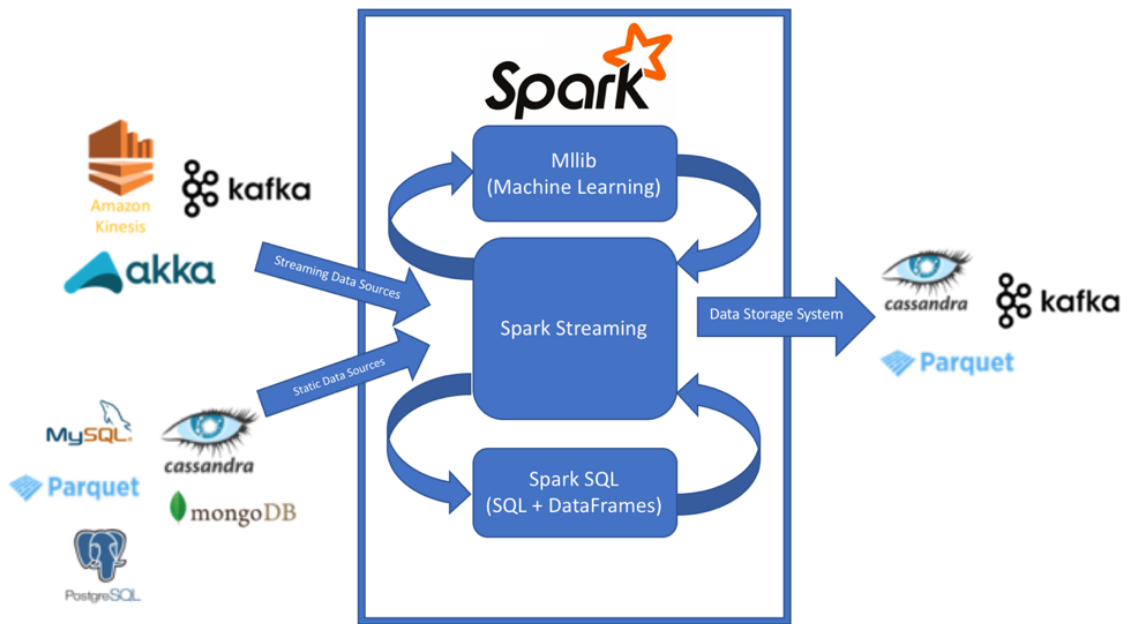 Spark
Mllib
(Machine Learning)
Amazon
Kinesis
kafka
akka
Streaming Data Sources
Spark Streaming
Data Storage System
cassandra
kafka
Parquet
Static Data Sources
MySQL®
cassandra
Parquet
mongoDB
PostgreSQL
Spark SQL
(SQL + DataFrames)